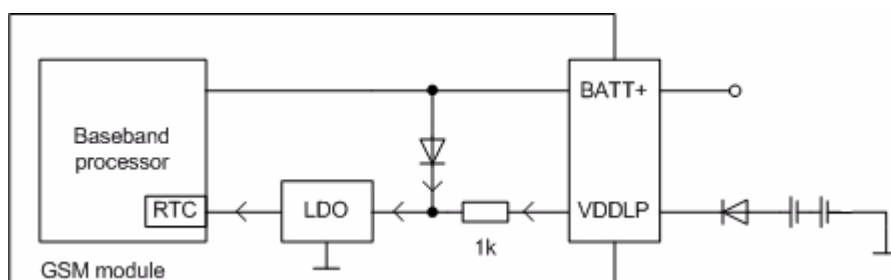 BATT+
Baseband
processor
RTC
LDO
VDDLP
1k
GSM module